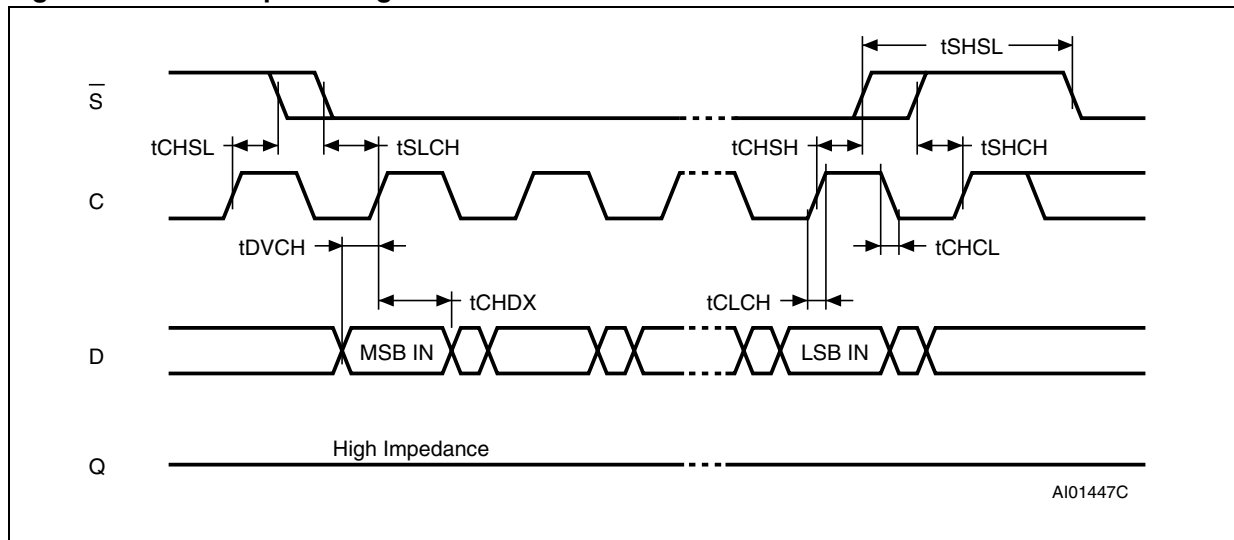 tSHSL
S
tCHSL
tSLCH
tCHSH
tSHCH
C
tDVCH
tCHCL
tCHDX
tCLCH
D
MSB IN
LSB IN
High Impedance
Q
AI01447C